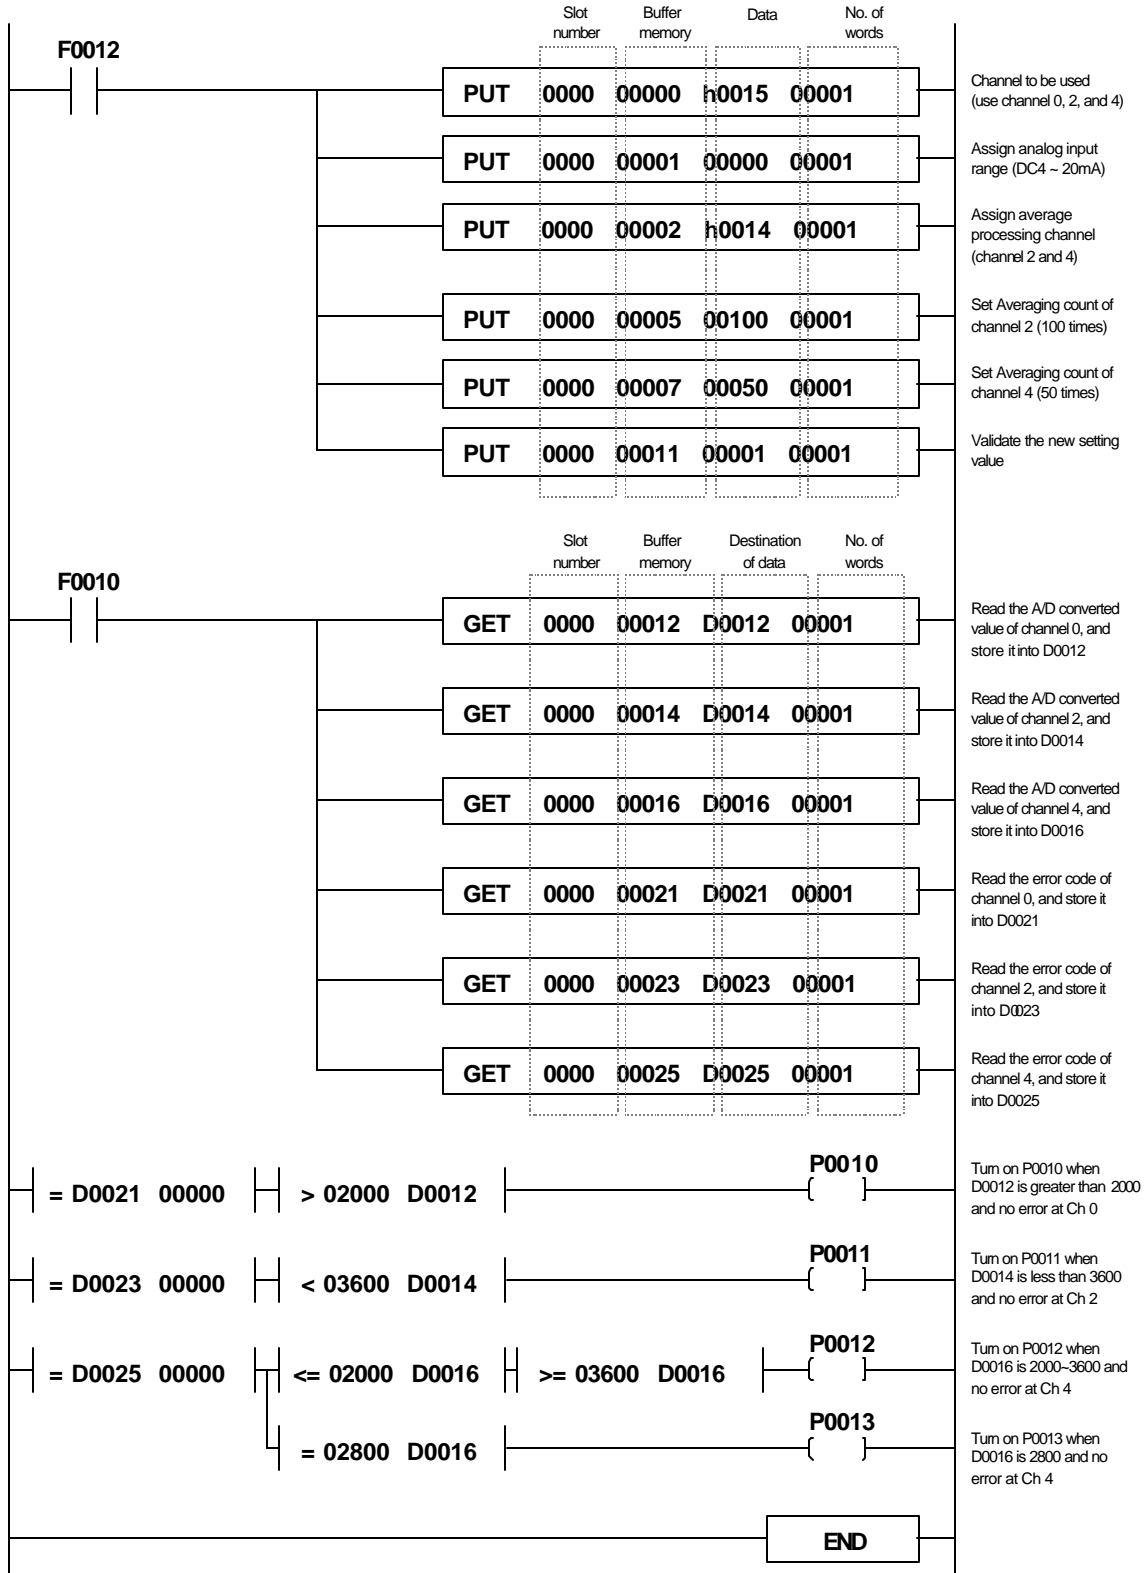 Slot number
Buffer memory
Data
No. of words
F0012
PUT 0000 00000 h0015 00001
Channel to be used
(use channel 0, 2, and 4)
PUT 0000 00001 00000 00001
Assign analog input
range (DC4 ~ 20mA)
PUT 0000 00002 h0014 00001
Assign average
processing channel
(channel 2 and 4)
PUT 0000 00005 00100 00001
Set Averaging count of
channel 2 (100 times)
PUT 0000 00007 00050 00001
Set Averaging count of
channel 4 (50 times)
PUT 0000 00011 00001 00001
Validate the new setting
value
Slot number
Buffer memory
Destination of data
No. of words
F0010
GET 0000 00012 D0012 00001
Read the A/D converted
value of channel 0, and
store it into D0012
GET 0000 00014 D0014 00001
Read the A/D converted
value of channel 2, and
store it into D0014
GET 0000 00016 D0016 00001
Read the A/D converted
value of channel 4, and
store it into D0016
GET 0000 00021 D0021 00001
Read the error code of
channel 0, and store it
into D0021
GET 0000 00023 D0023 00001
Read the error code of
channel 2, and store it
into D0023
GET 0000 00025 D0025 00001
Read the error code of
channel 4, and store it
into D0025
= D0021 00000 > 02000 D0012 P0010
Turn on P0010 when
D0012 is greater than 2000
and no error at Ch 0
= D0023 00000 < 03600 D0014 P0011
Turn on P0011 when
D0014 is less than 3600
and no error at Ch 2
= D0025 00000 <= 02000 D0016 >= 03600 D0016 P0012
Turn on P0012 when
D0016 is 2000~3600 and
no error at Ch 4
= 02800 D0016 P0013
Turn on P0013 when
D0016 is 2800 and no
error at Ch 4
END